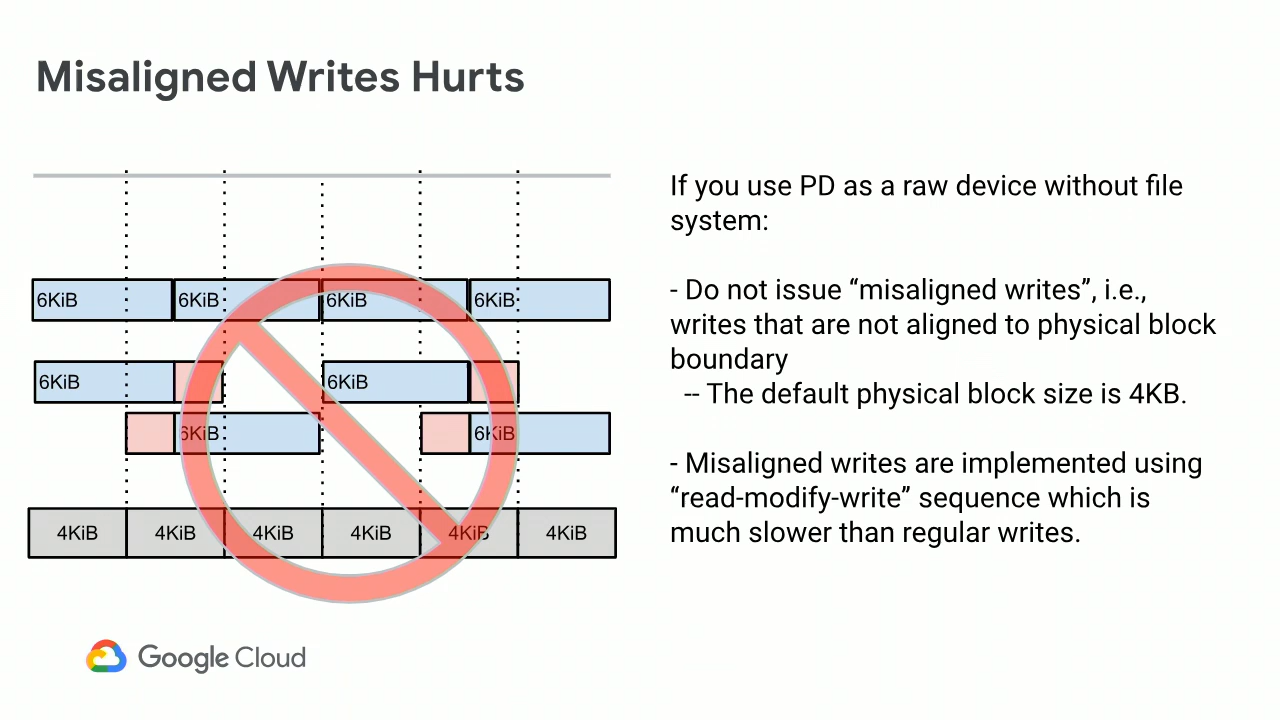 Misaligned Writes Hurts
6KiB 6KiB 6KiB 6KiB
6KiB 6KiB
6KiB 6KiB
4KiB 4KiB 4KiB 4KiB 4KiB 4KiB
If you use PD as a raw device without file
system:
- Do not issue “misaligned writes”, i.e.,
writes that are not aligned to physical block
boundary
-- The default physical block size is 4KB.
- Misaligned writes are implemented using
“read-modify-write” sequence which is
much slower than regular writes.
Google Cloud